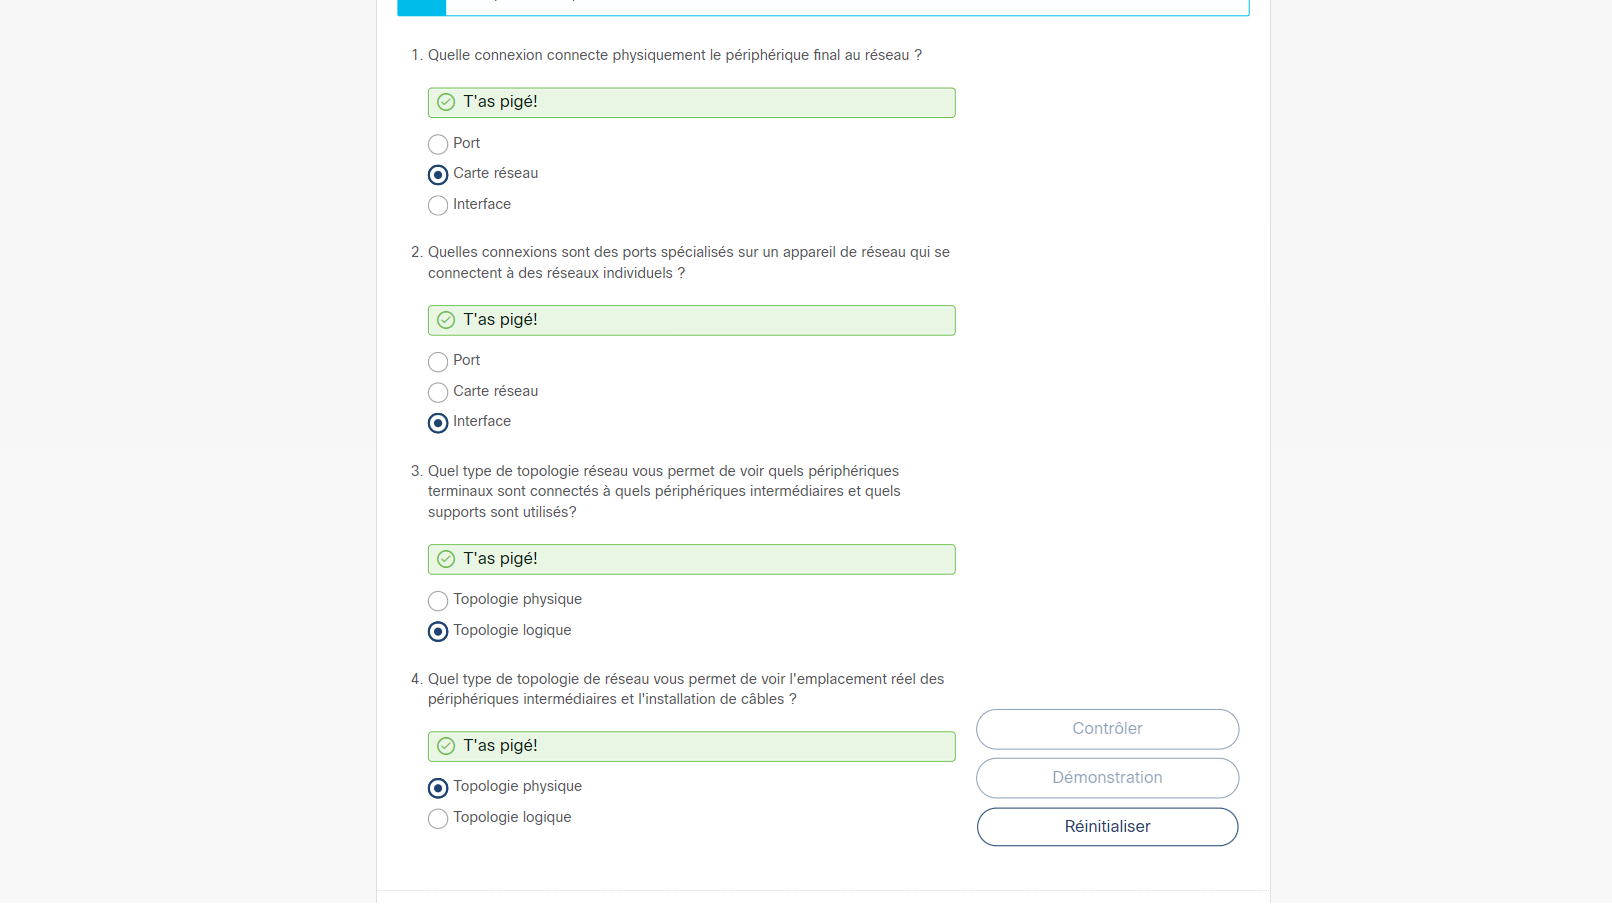 1. Quelle connexion connecte physiquement le périphérique final au réseau ?
T'as pigé!
Port
Carte réseau
Interface
2. Quelles connexions sont des ports spécialisés sur un appareil de réseau qui se
connectent à des réseaux individuels ?
T'as pigé!
Port
Carte réseau
Interface
3. Quel type de topologie réseau vous permet de voir quels périphériques
terminaux sont connectés à quels périphériques intermédiaires et quels
supports sont utilisés?
T'as pigé!
Topologie physique
Topologie logique
4. Quel type de topologie de réseau vous permet de voir l'emplacement réel des
périphériques intermédiaires et l'installation de câbles ?
T'as pigé!
Topologie physique
Topologie logique
Contrôler
Démonstration
Réinitialiser